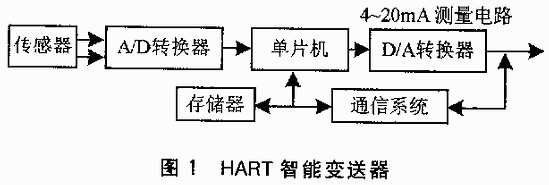 4~20mA 测量电路
传感器
A/D转换器
单片机
D/A转换器
存储器
通信系统
图 1 HART 智能变送器